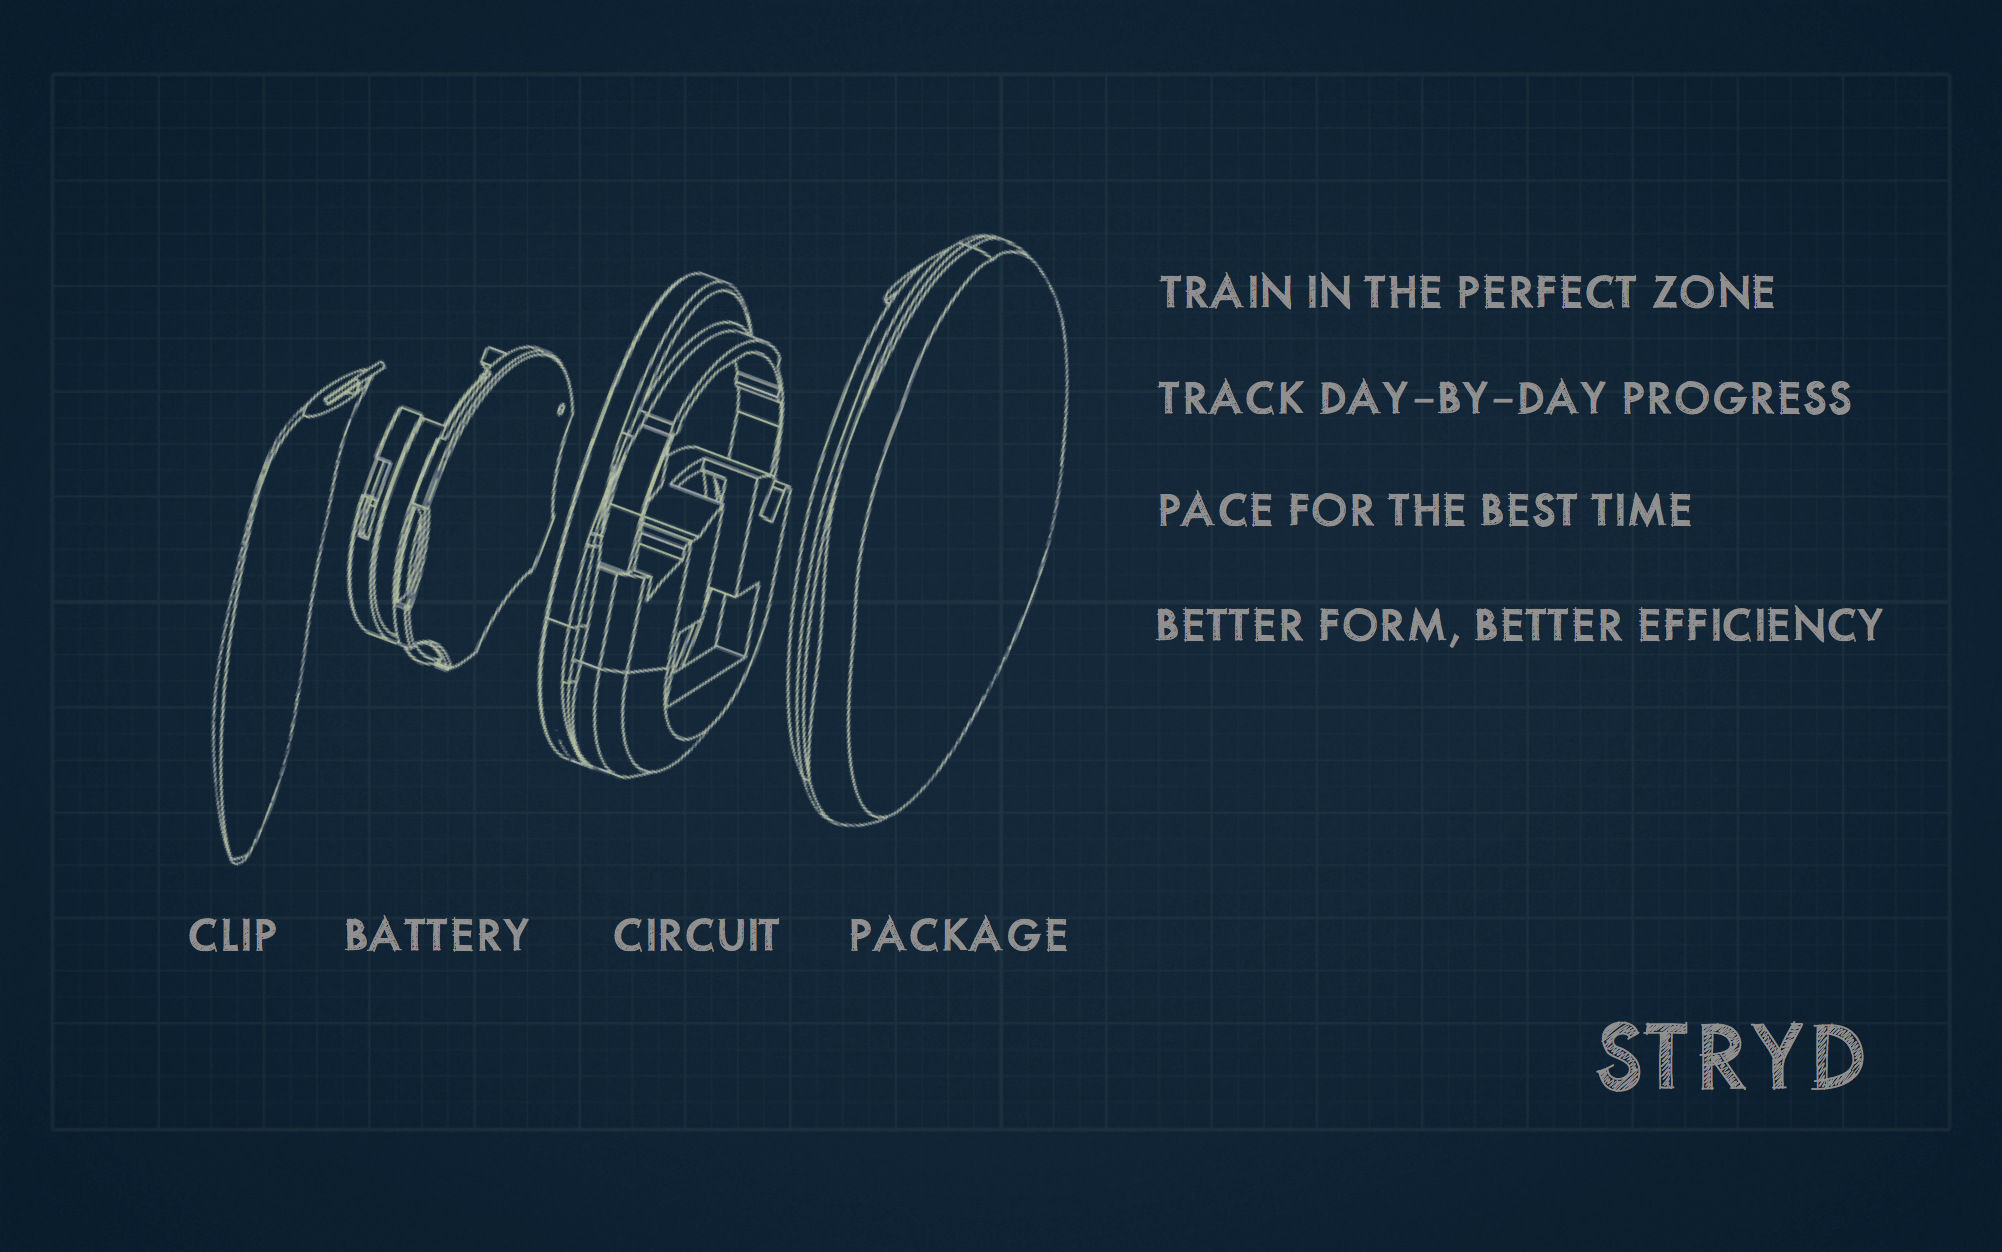 TRAIN IN THE PERFECT ZONE
TRACK DAY-BY-DAY PROGRESS
PACE FOR THE BEST TIME
BETTER FORM, BETTER EFFICIENCY
CLIP BATTERY CIRCUIT PACKAGE
STRYD